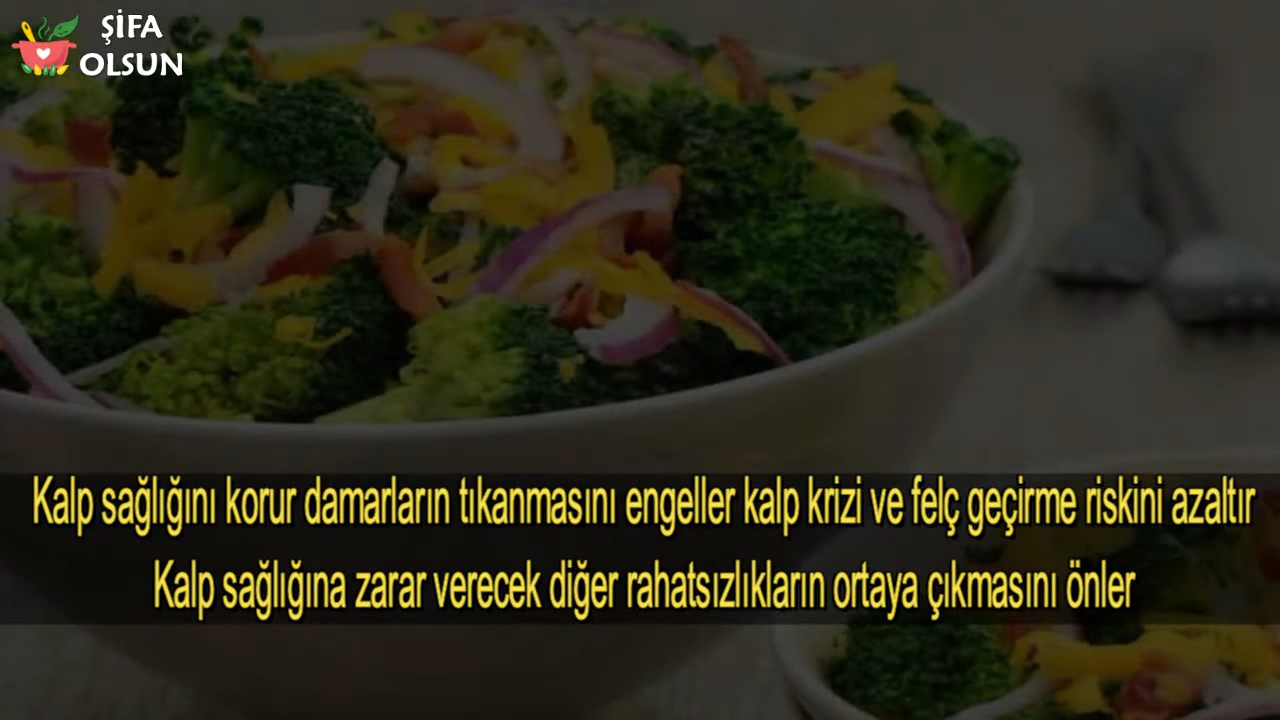 ŞİFA
OLSUN
Kalp sağlığını korur damarların tıkanmasını engeller kalp krizi ve felç geçirme riskini azaltır
Kalp sağlığına zarar verecek diğer rahatsızlıkların ortaya çıkmasını önler